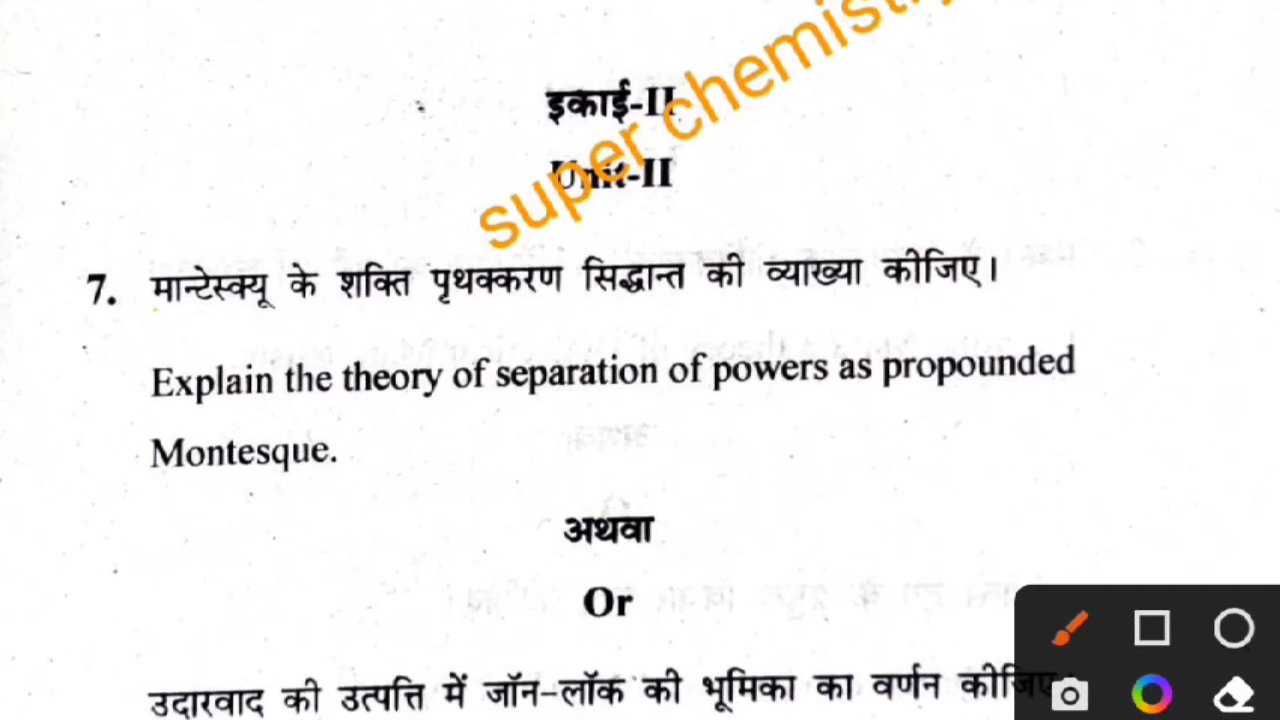 super chemistry
इकाई-II
Unit-II
7. मान्टेस्क्यू के शक्ति पृथक्करण सिद्धान्त की व्याख्या कीजिए।
Explain the theory of separation of powers as propounded
Montesque.
अथवा
Or
उदारवाद की उत्पत्ति में जॉन-लॉक की भूमिका का वर्णन कीजिए